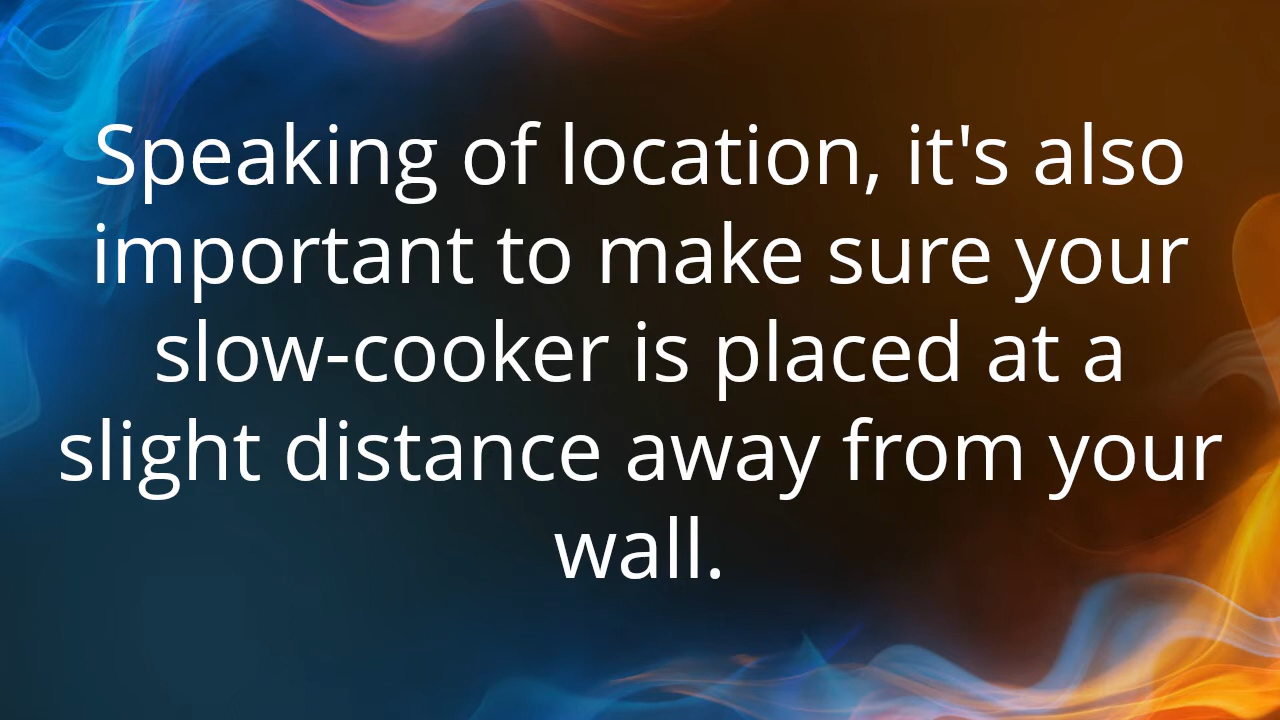 Speaking of location, it's also
important to make sure your
slow-cooker is placed at a
slight distance away from your
wall.